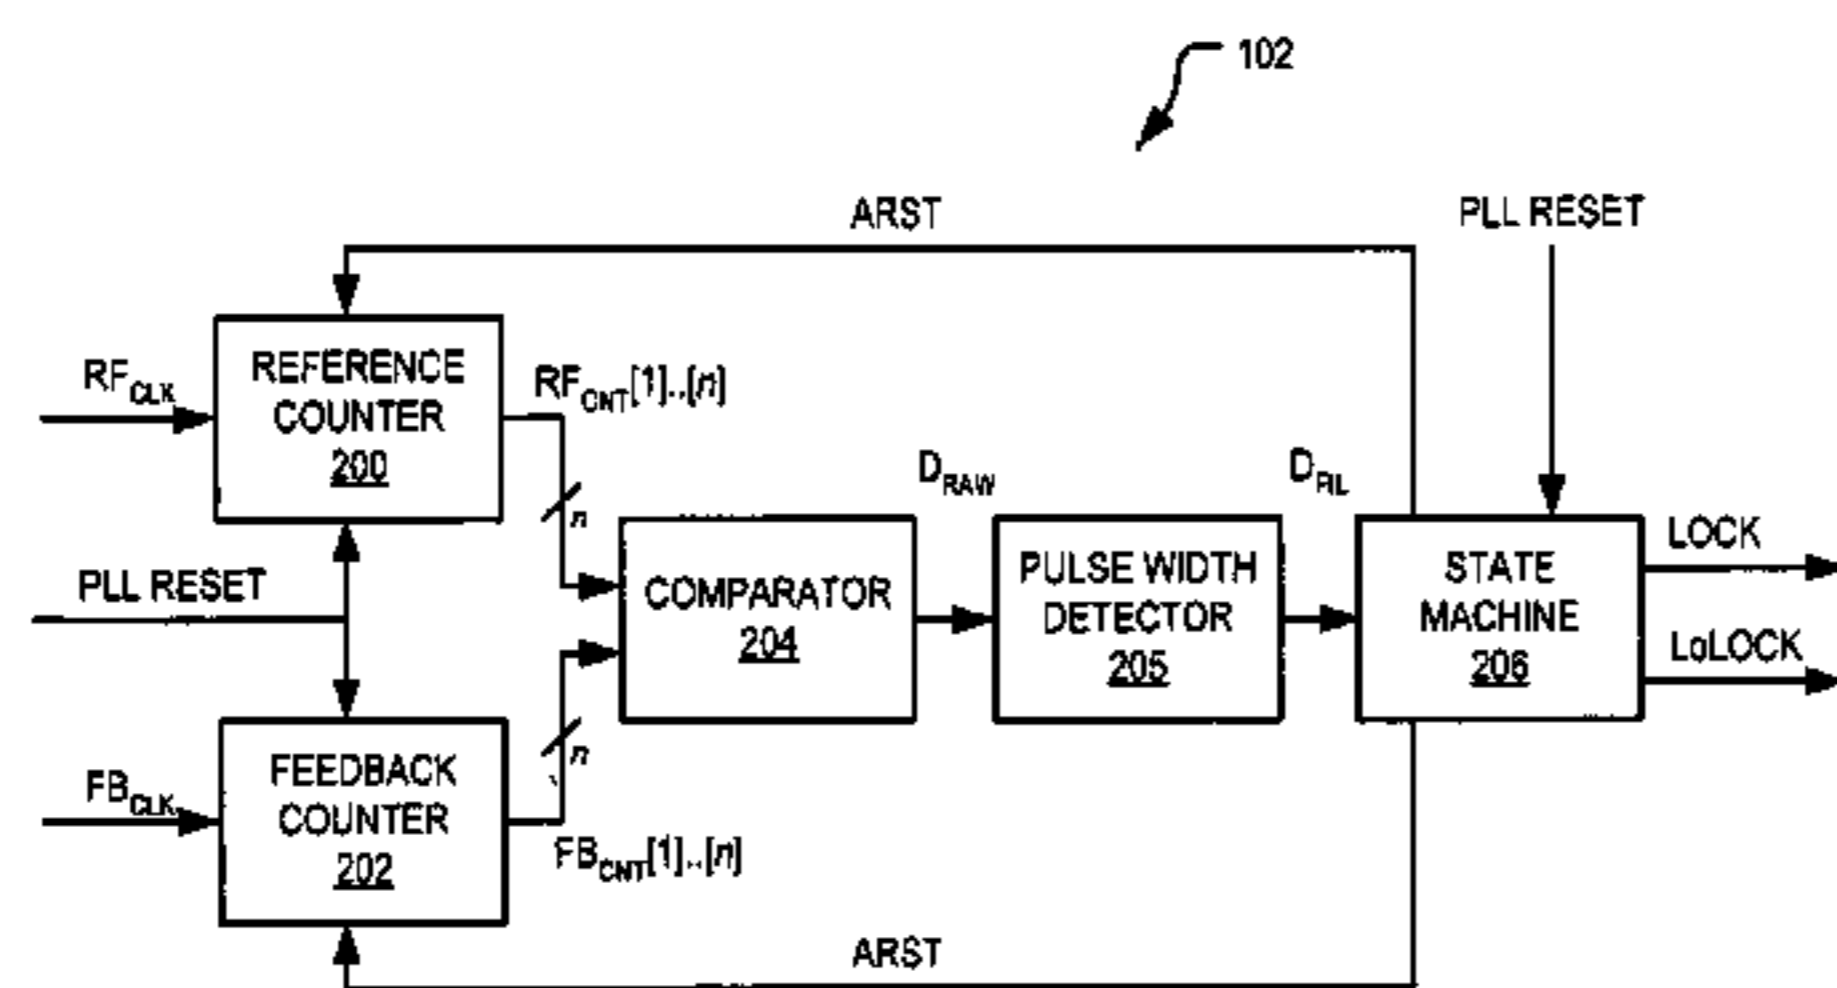 102
ARST
PLL RESET
RF_CLK
REFERENCE
COUNTER
200
RF_CNT[1]..[n]
n
D_RAW
D_FIL
PLL RESET
COMPARATOR
204
PULSE WIDTH
DETECTOR
205
STATE
MACHINE
206
LOCK
LoLOCK
n
FB_CLK
FEEDBACK
COUNTER
202
FB_CNT[1]..[n]
ARST